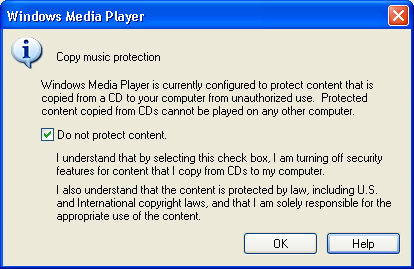 Windows Media Player
Copy music protection
Windows Media Player is currently configured to protect content that is
copied from a CD to your computer from unauthorized use.  Protected
content copied from CDs cannot be played on any other computer.
Do not protect content.
I understand that by selecting this check box, I am turning off security
features for content that I copy from CDs to my computer.
I also understand that the content is protected by law, including U.S.
and International copyright laws, and that I am solely responsible for the
appropriate use of the content.
OK
Help